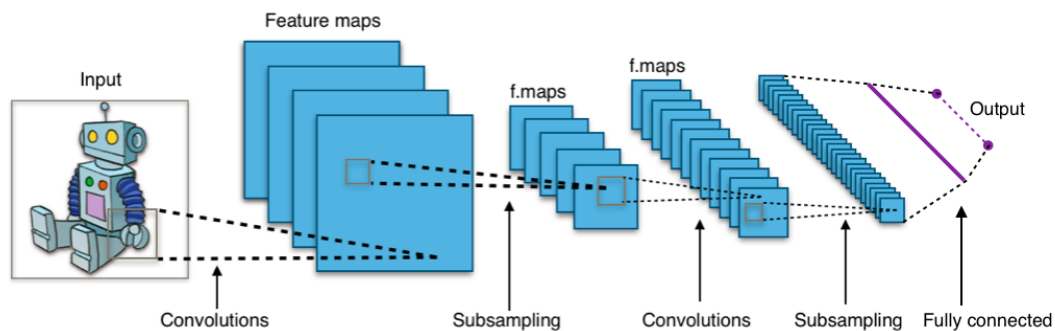 Feature maps
Input
f.maps
f.maps
Output
Convolutions
Subsampling
Convolutions
Subsampling
Fully connected